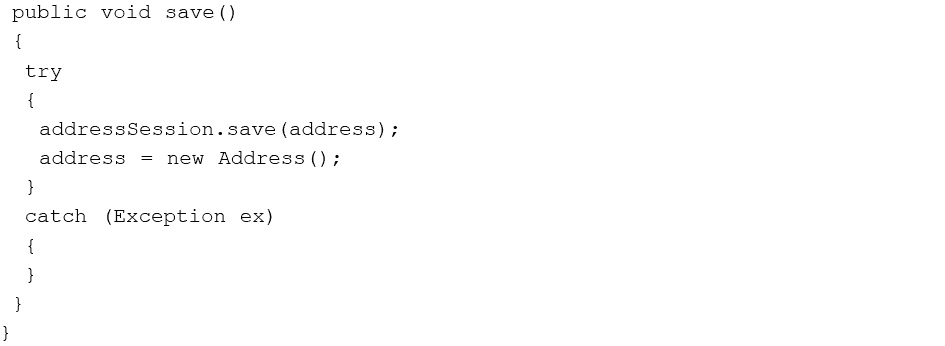 public void save()
{
try
{
addressSession.save(address);
address = new Address();
}
catch (Exception ex)
{
}
}
}